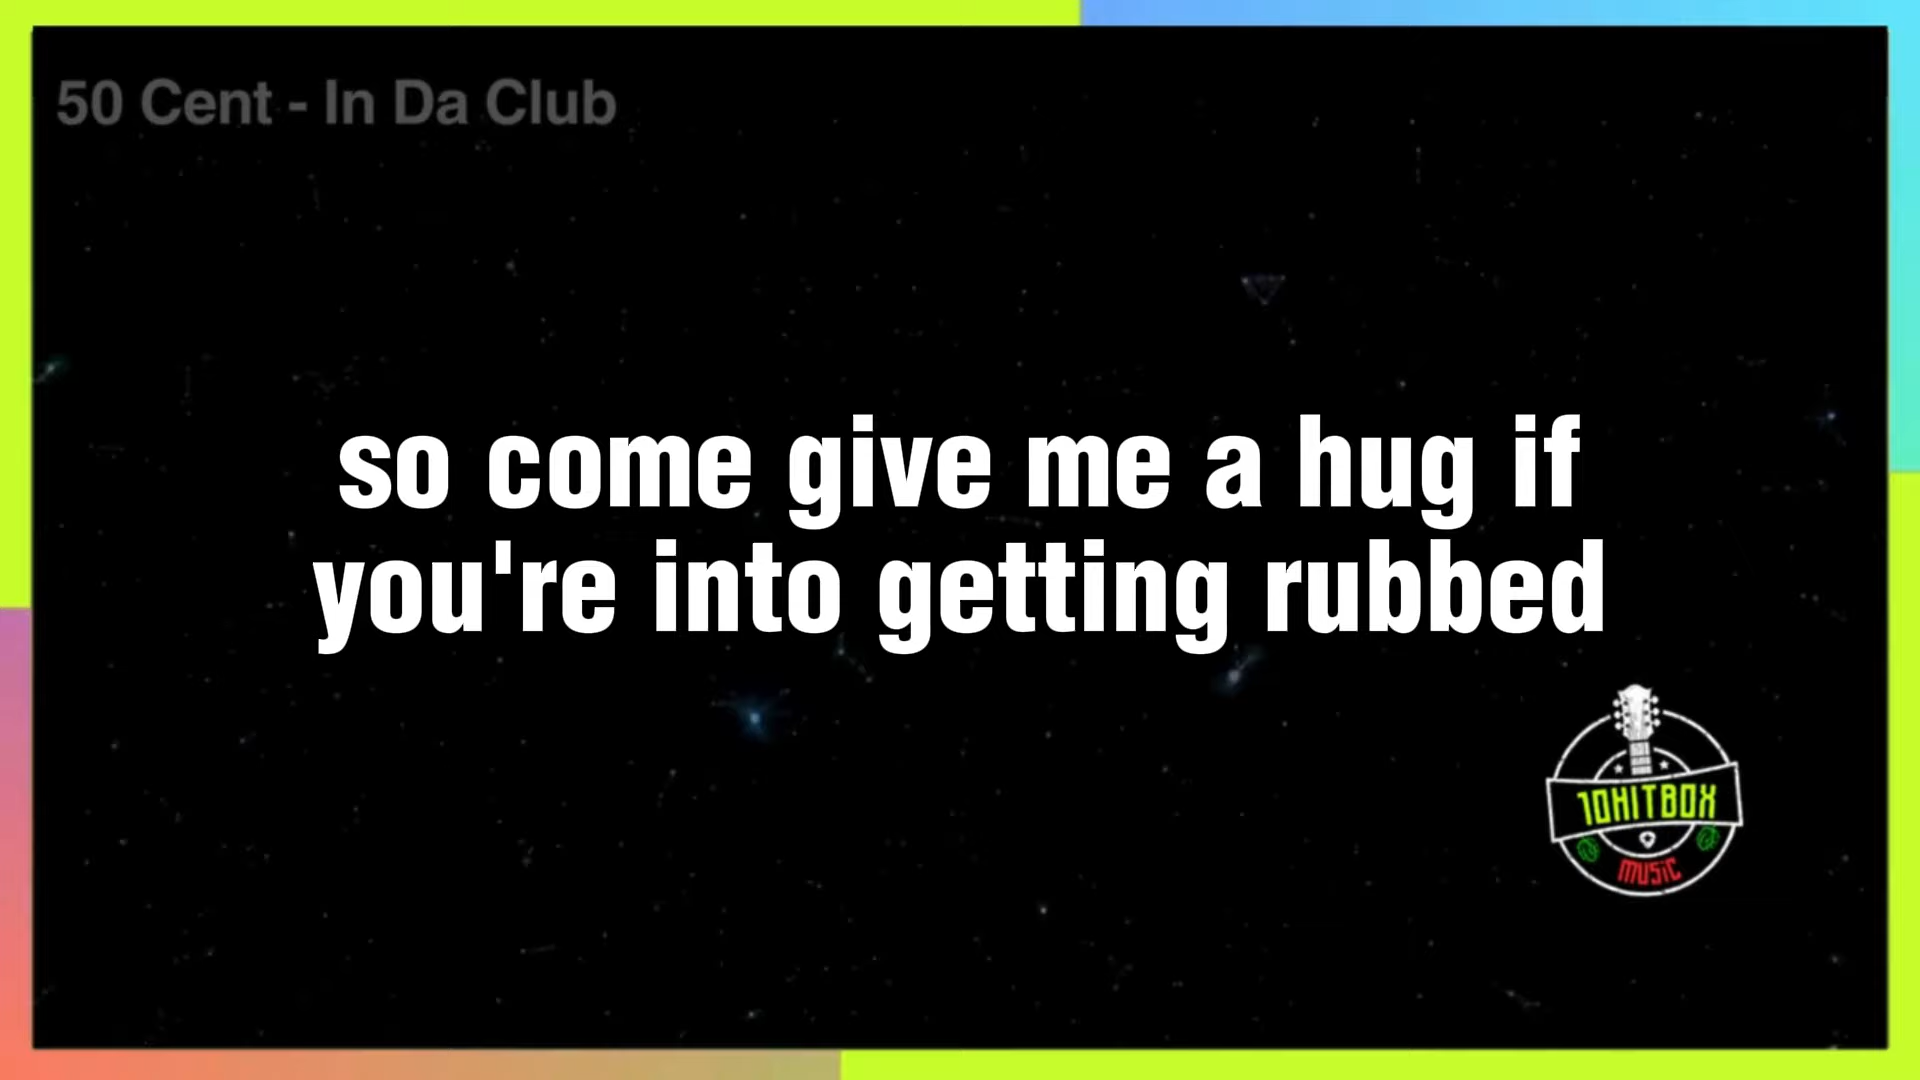 50 Cent - In Da Club
so come give me a hug if
you're into getting rubbed
10HITBOX
MUSIC